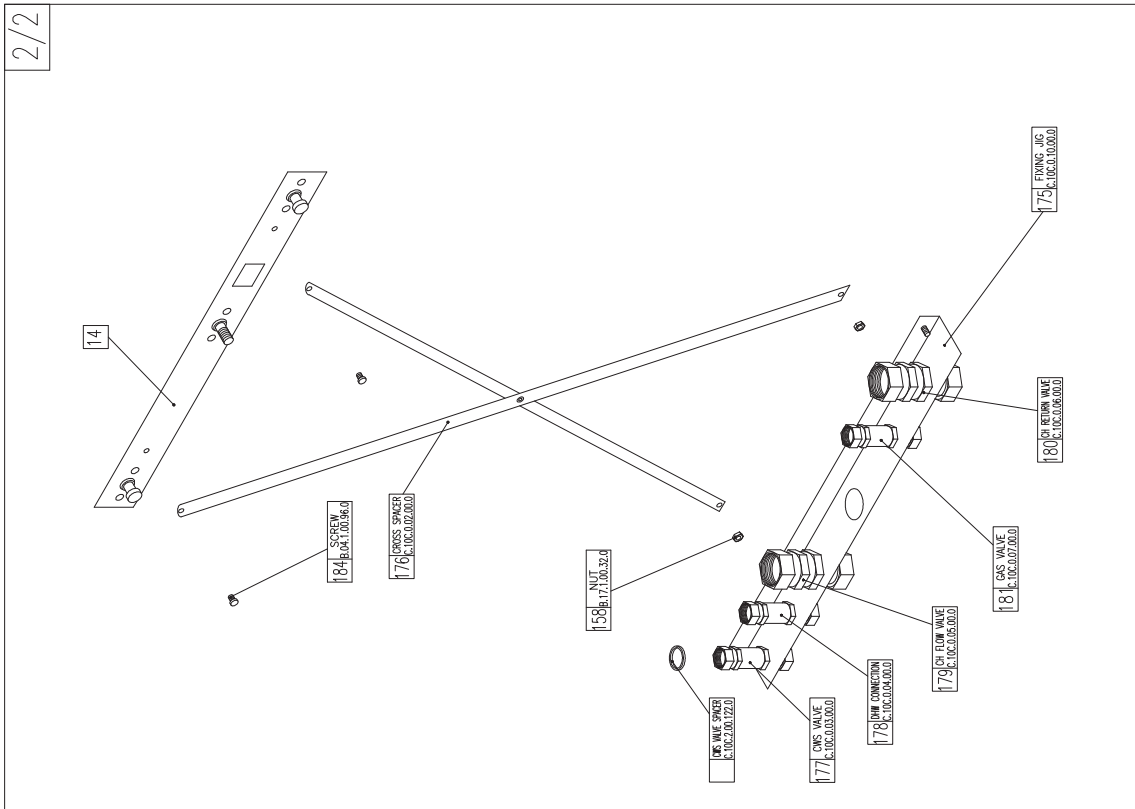 2/2
14
184 SCREW
B.04.1.00.96.0
176 CROSS SPACER
C.10C.0.02.00.0
158 NUT
B.17.1.00.32.0
CWS VALVE SPACER
C.10C.2.00.122.0
177 CWS VALVE
C.10C.0.03.00.0
178 DHW CONNECTION
C.10C.0.04.00.0
179 CH FLOW VALVE
C.10C.0.05.00.0
181 GAS VALVE
C.10C.0.07.00.0
180 CH RETURN VALVE
C.10C.0.06.00.0
175 FIXING JIG
C.10C.0.10.00.0